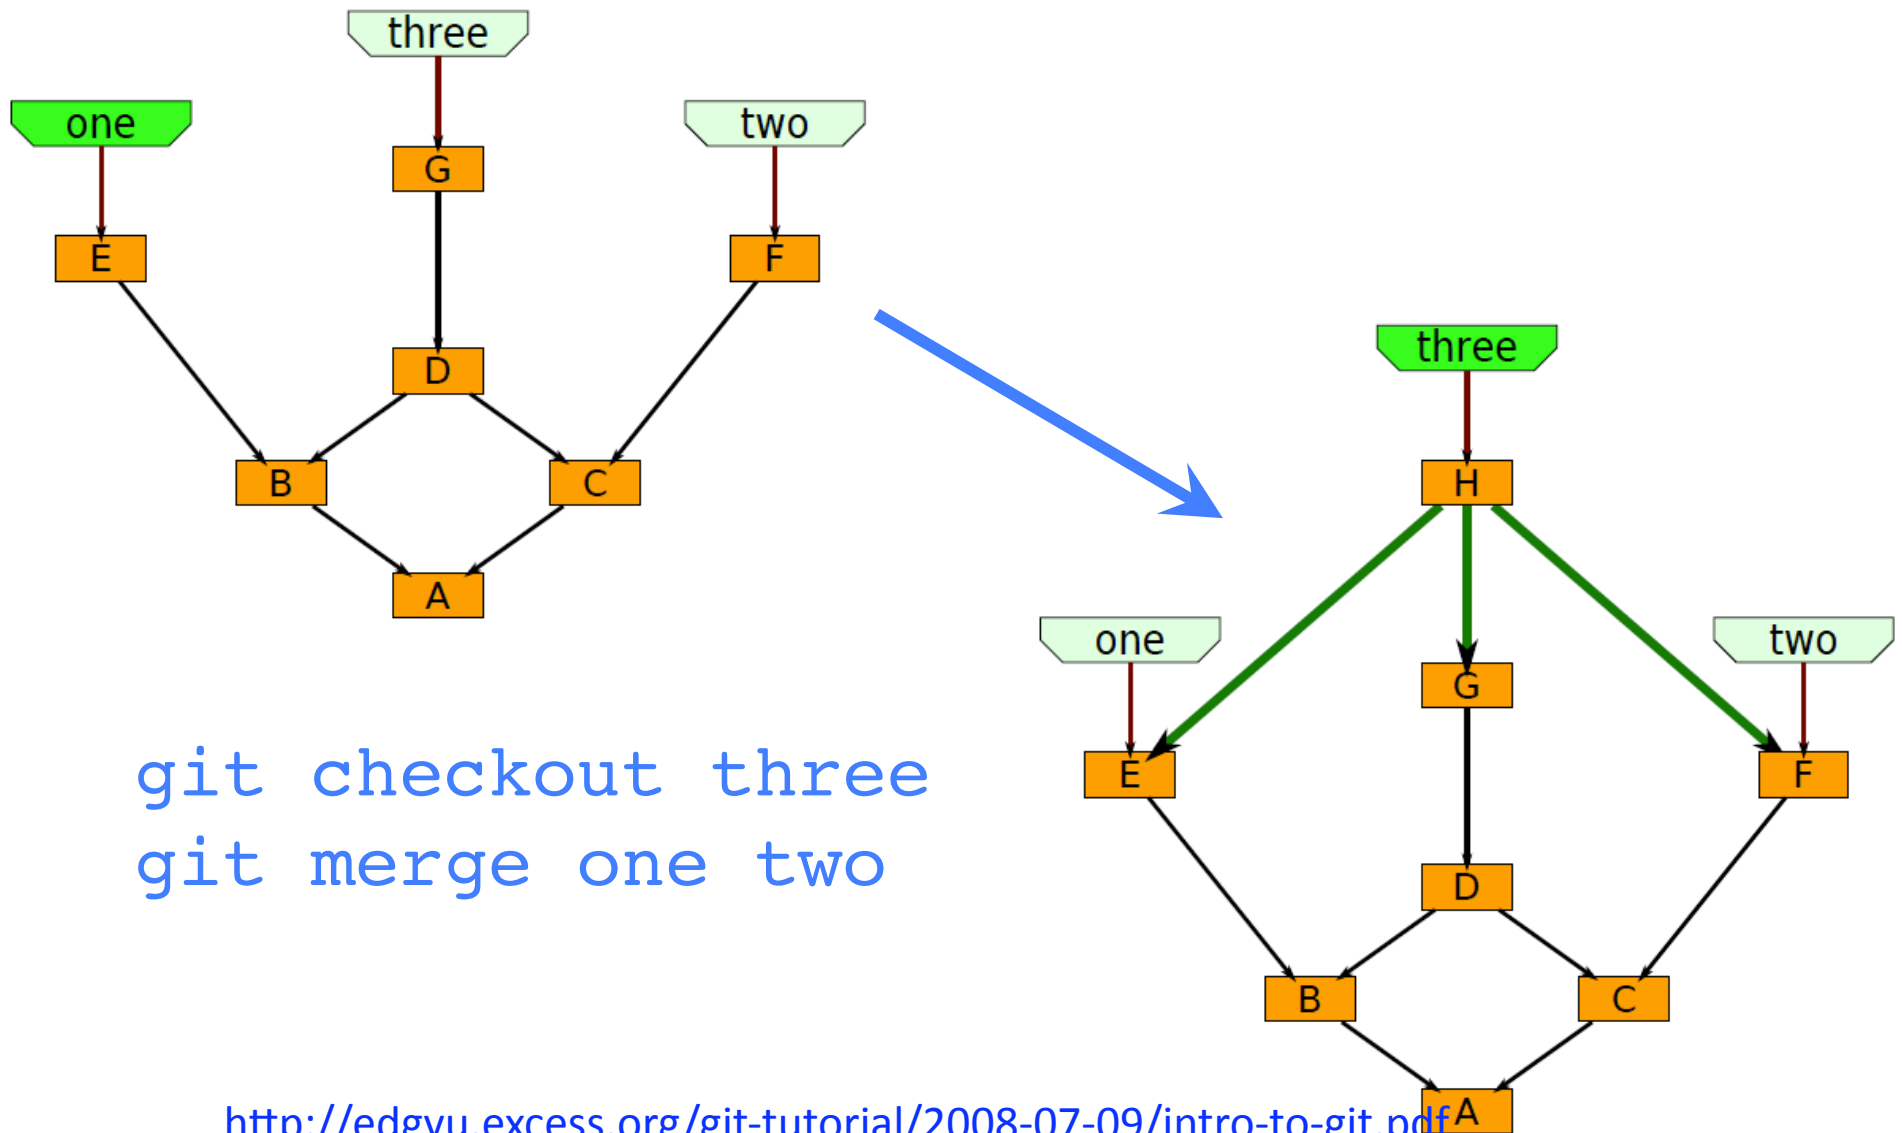 three
one
two
G
E
F
D
B
C
A
three
H
one
two
G
E
F
D
B
C
A
git checkout three
git merge one two
http://edgyu.excess.org/git-tutorial/2008-07-09/intro-to-git.pdf